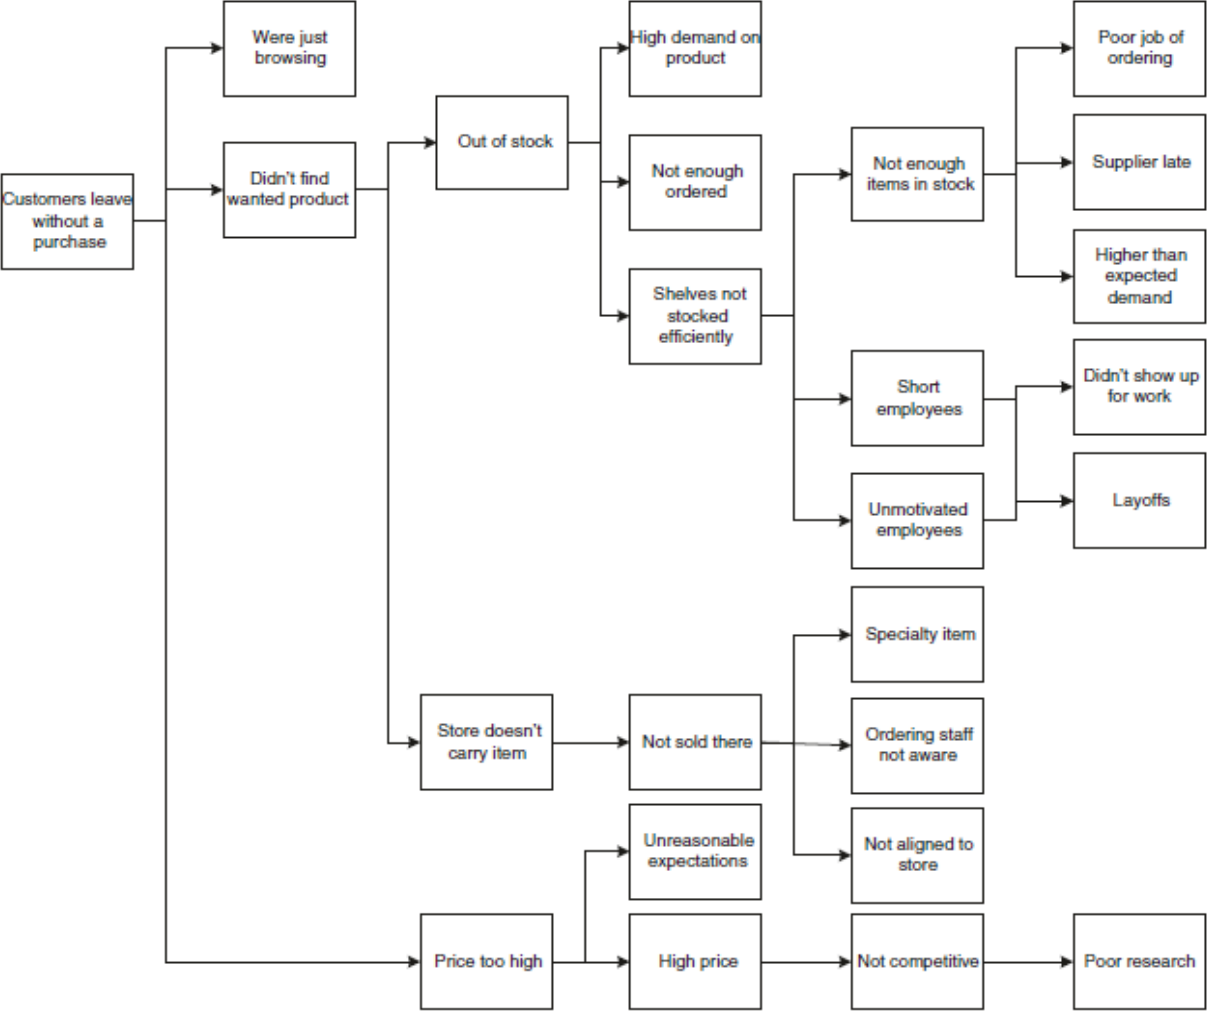 Were just
browsing
High demand on
product
Poor job of
ordering
Out of stock
Didn't find
wanted product
Not enough
ordered
Not enough
items in stock
Supplier late
Customers leave
without a
purchase
Shelves not
stocked
efficiently
Higher than
expected
demand
Short
employees
Didn't show up
for work
Unmotivated
employees
Layoffs
Specialty item
Store doesn't
carry item
Not sold there
Ordering staff
not aware
Unreasonable
expectations
Not aligned to
store
Price too high
High price
Not competitive
Poor research